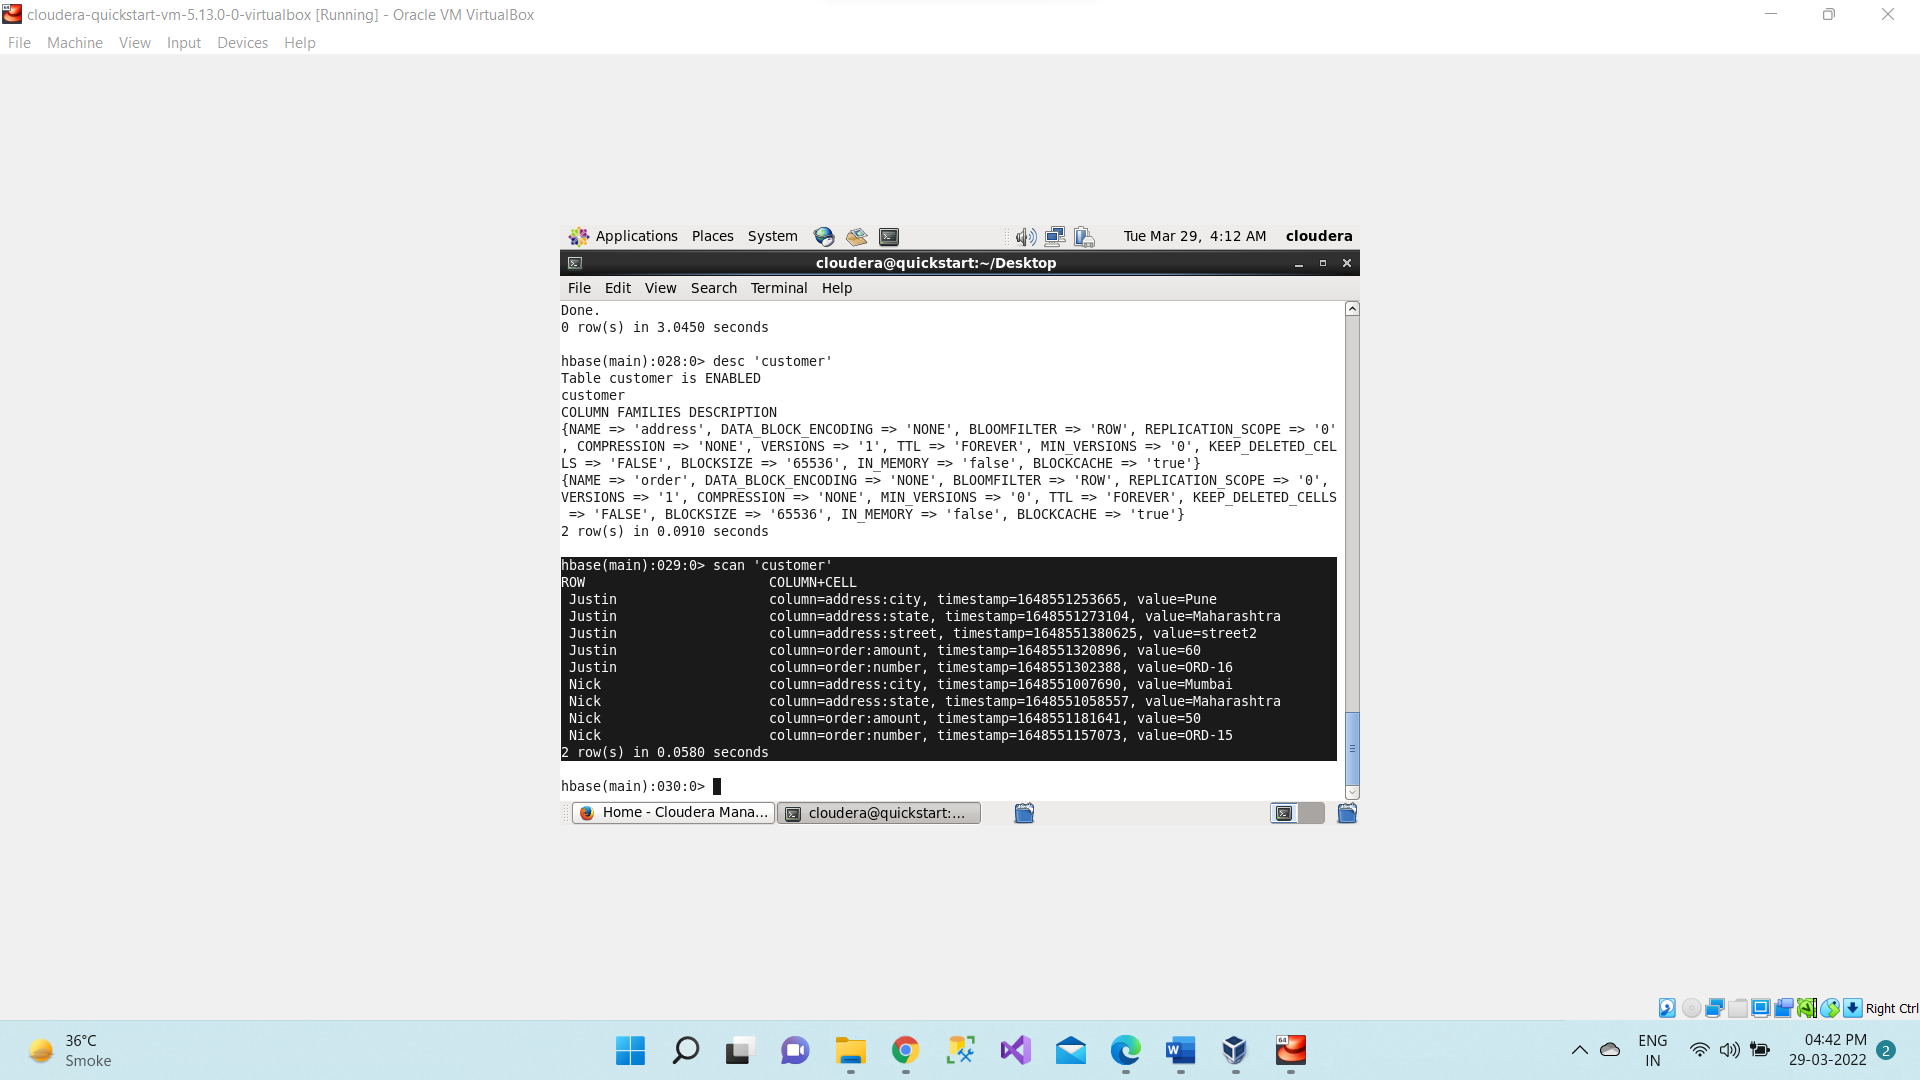 cloudera-quickstart-vm-5.13.0-0-virtualbox [Running] - Oracle VM VirtualBox
File Machine View Input Devices Help
Applications Places System Tue Mar 29, 4:12 AM cloudera
cloudera@quickstart:~/Desktop
File Edit View Search Terminal Help
Done.
0 row(s) in 3.0450 seconds
hbase(main):028:0> desc 'customer'
Table customer is ENABLED
customer
COLUMN FAMILIES DESCRIPTION
{NAME => 'address', DATA_BLOCK_ENCODING => 'NONE', BLOOMFILTER => 'ROW', REPLICATION_SCOPE => '0'
, COMPRESSION => 'NONE', VERSIONS => '1', TTL => 'FOREVER', MIN_VERSIONS => '0', KEEP_DELETED_CEL
LS => 'FALSE', BLOCKSIZE => '65536', IN_MEMORY => 'false', BLOCKCACHE => 'true'}
{NAME => 'order', DATA_BLOCK_ENCODING => 'NONE', BLOOMFILTER => 'ROW', REPLICATION_SCOPE => '0',
VERSIONS => '1', COMPRESSION => 'NONE', MIN_VERSIONS => '0', TTL => 'FOREVER', KEEP_DELETED_CELLS
=> 'FALSE', BLOCKSIZE => '65536', IN_MEMORY => 'false', BLOCKCACHE => 'true'}
2 row(s) in 0.0910 seconds
hbase(main):029:0> scan 'customer'
ROW COLUMN+CELL
Justin column=address:city, timestamp=1648551253665, value=Pune
Justin column=address:state, timestamp=1648551273104, value=Maharashtra
Justin column=address:street, timestamp=1648551380625, value=street2
Justin column=order:amount, timestamp=1648551320896, value=60
Justin column=order:number, timestamp=1648551302388, value=ORD-16
Nick column=address:city, timestamp=1648551007690, value=Mumbai
Nick column=address:state, timestamp=1648551058557, value=Maharashtra
Nick column=order:amount, timestamp=1648551181641, value=50
Nick column=order:number, timestamp=1648551157073, value=ORD-15
2 row(s) in 0.0580 seconds
hbase(main):030:0>
Home - Cloudera Mana... cloudera@quickstart:...
Right Ctrl
36°C
Smoke
ENG
IN
04:42 PM
29-03-2022
2